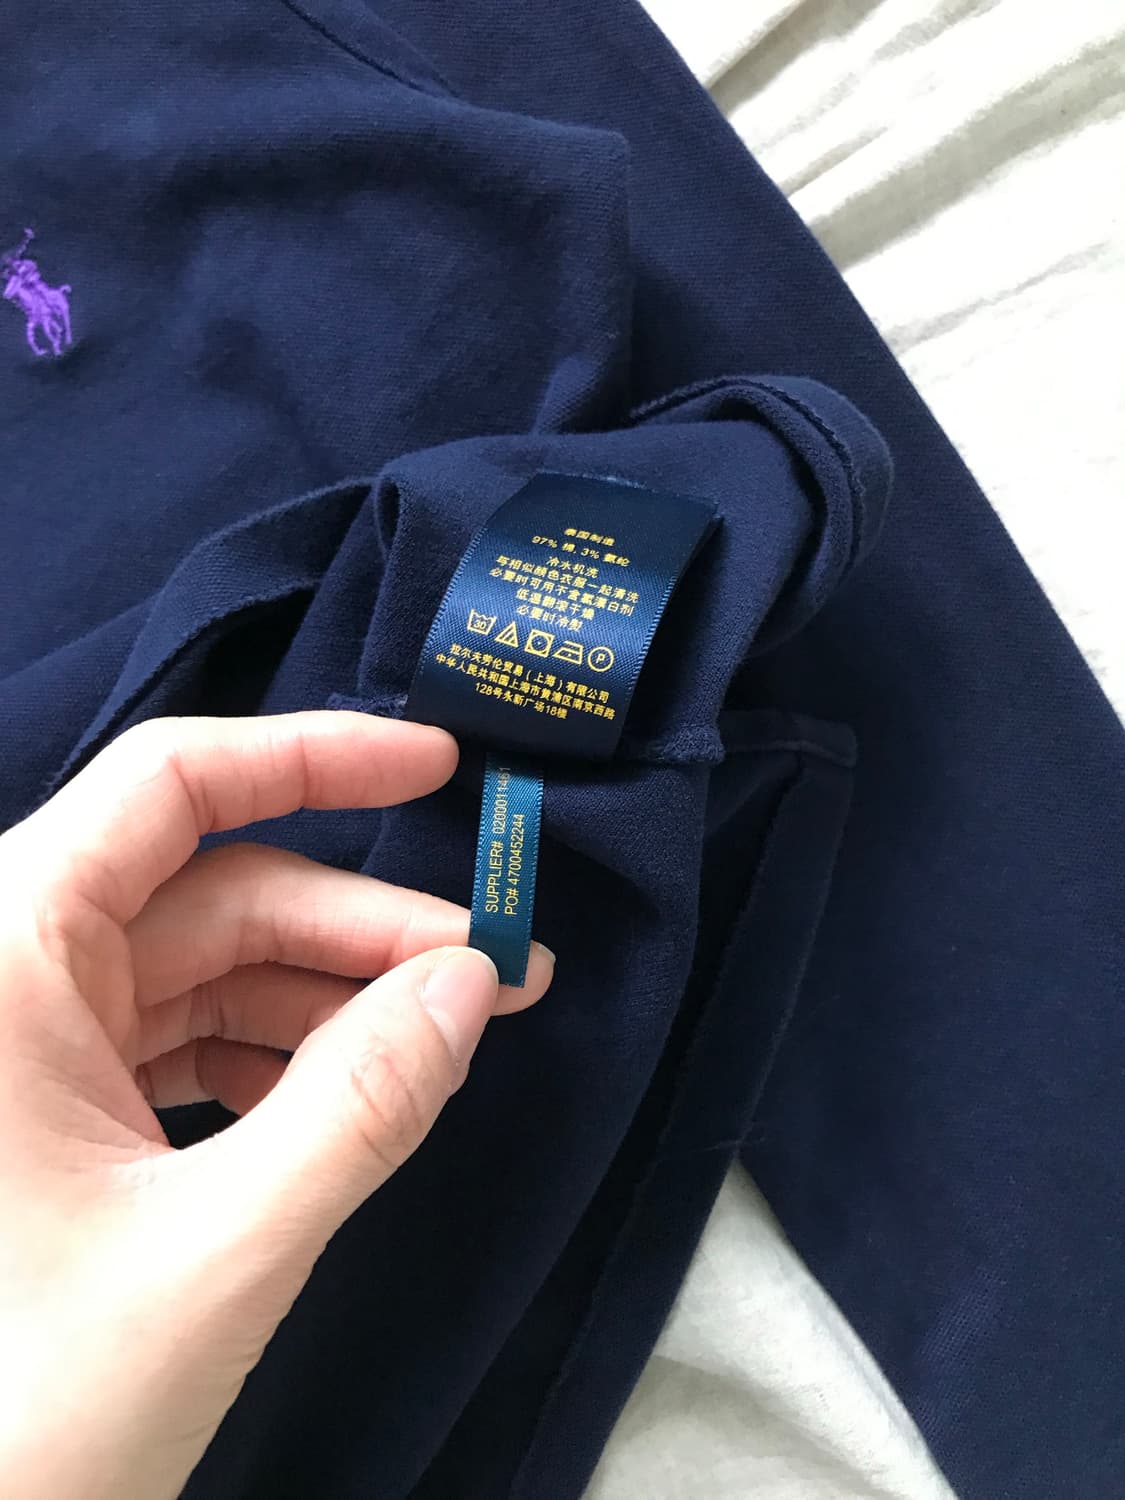 泰国制造
97% 棉, 3% 氨纶
冷水机洗
与相似颜色衣服一起清洗
必要时可用不含氯漂白剂
低温翻滚干燥
必要时冷熨
30 P
拉尔夫劳伦贸易（上海）有限公司
中华人民共和国上海市黄浦区南京西路
128号永新广场18楼
SUPPLIER# 0200011461
PO# 4700452244